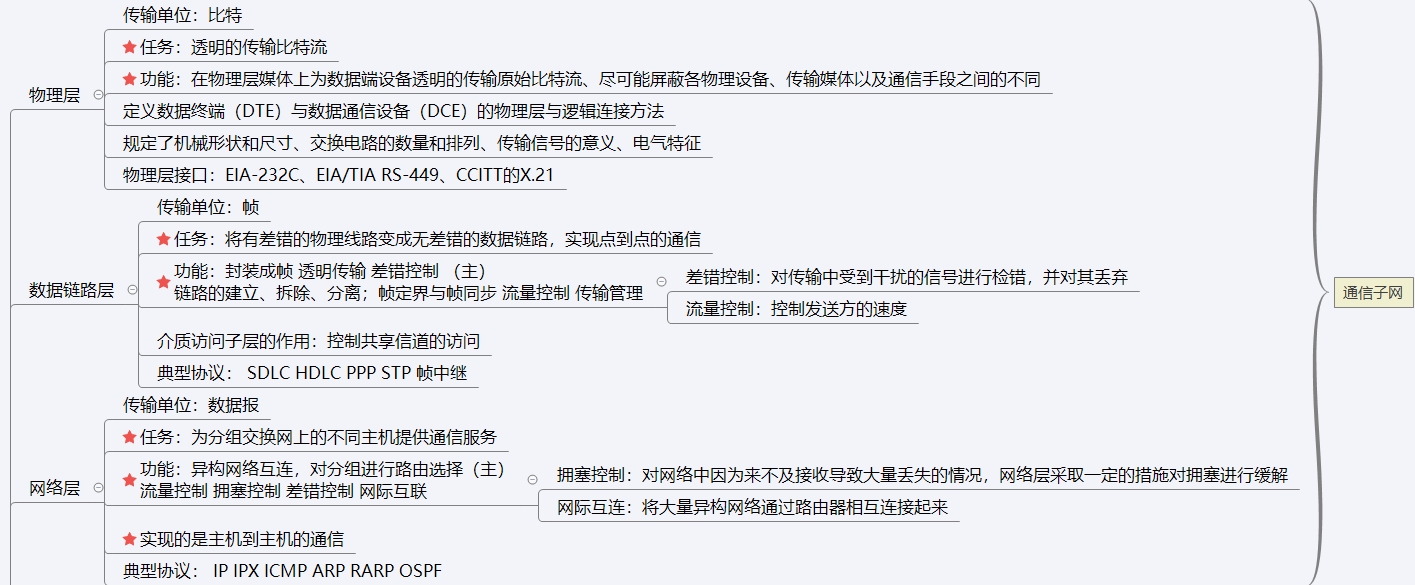 传输单位：比特
任务：透明的传输比特流
功能：在物理层媒体上为数据端设备透明的传输原始比特流、尽可能屏蔽各物理设备、传输媒体以及通信手段之间的不同
物理层
定义数据终端（DTE）与数据通信设备（DCE）的物理层与逻辑连接方法
规定了机械形状和尺寸、交换电路的数量和排列、传输信号的意义、电气特征
物理层接口：EIA-232C、EIA/TIA RS-449、CCITT的X.21
传输单位：帧
任务：将有差错的物理线路变成无差错的数据链路，实现点到点的通信
数据链路层
功能：封装成帧 透明传输 差错控制 （主）
链路的建立、拆除、分离；帧定界与帧同步 流量控制 传输管理
差错控制：对传输中受到干扰的信号进行检错，并对其丢弃
流量控制：控制发送方的速度
通信子网
介质访问子层的作用：控制共享信道的访问
典型协议： SDLC HDLC PPP STP 帧中继
传输单位：数据报
任务：为分组交换网上的不同主机提供通信服务
网络层
功能：异构网络互连，对分组进行路由选择（主）
流量控制 拥塞控制 差错控制 网际互联
拥塞控制：对网络中因为来不及接收导致大量丢失的情况，网络层采取一定的措施对拥塞进行缓解
网际互连：将大量异构网络通过路由器相互连接起来
实现的是主机到主机的通信
典型协议： IP IPX ICMP ARP RARP OSPF